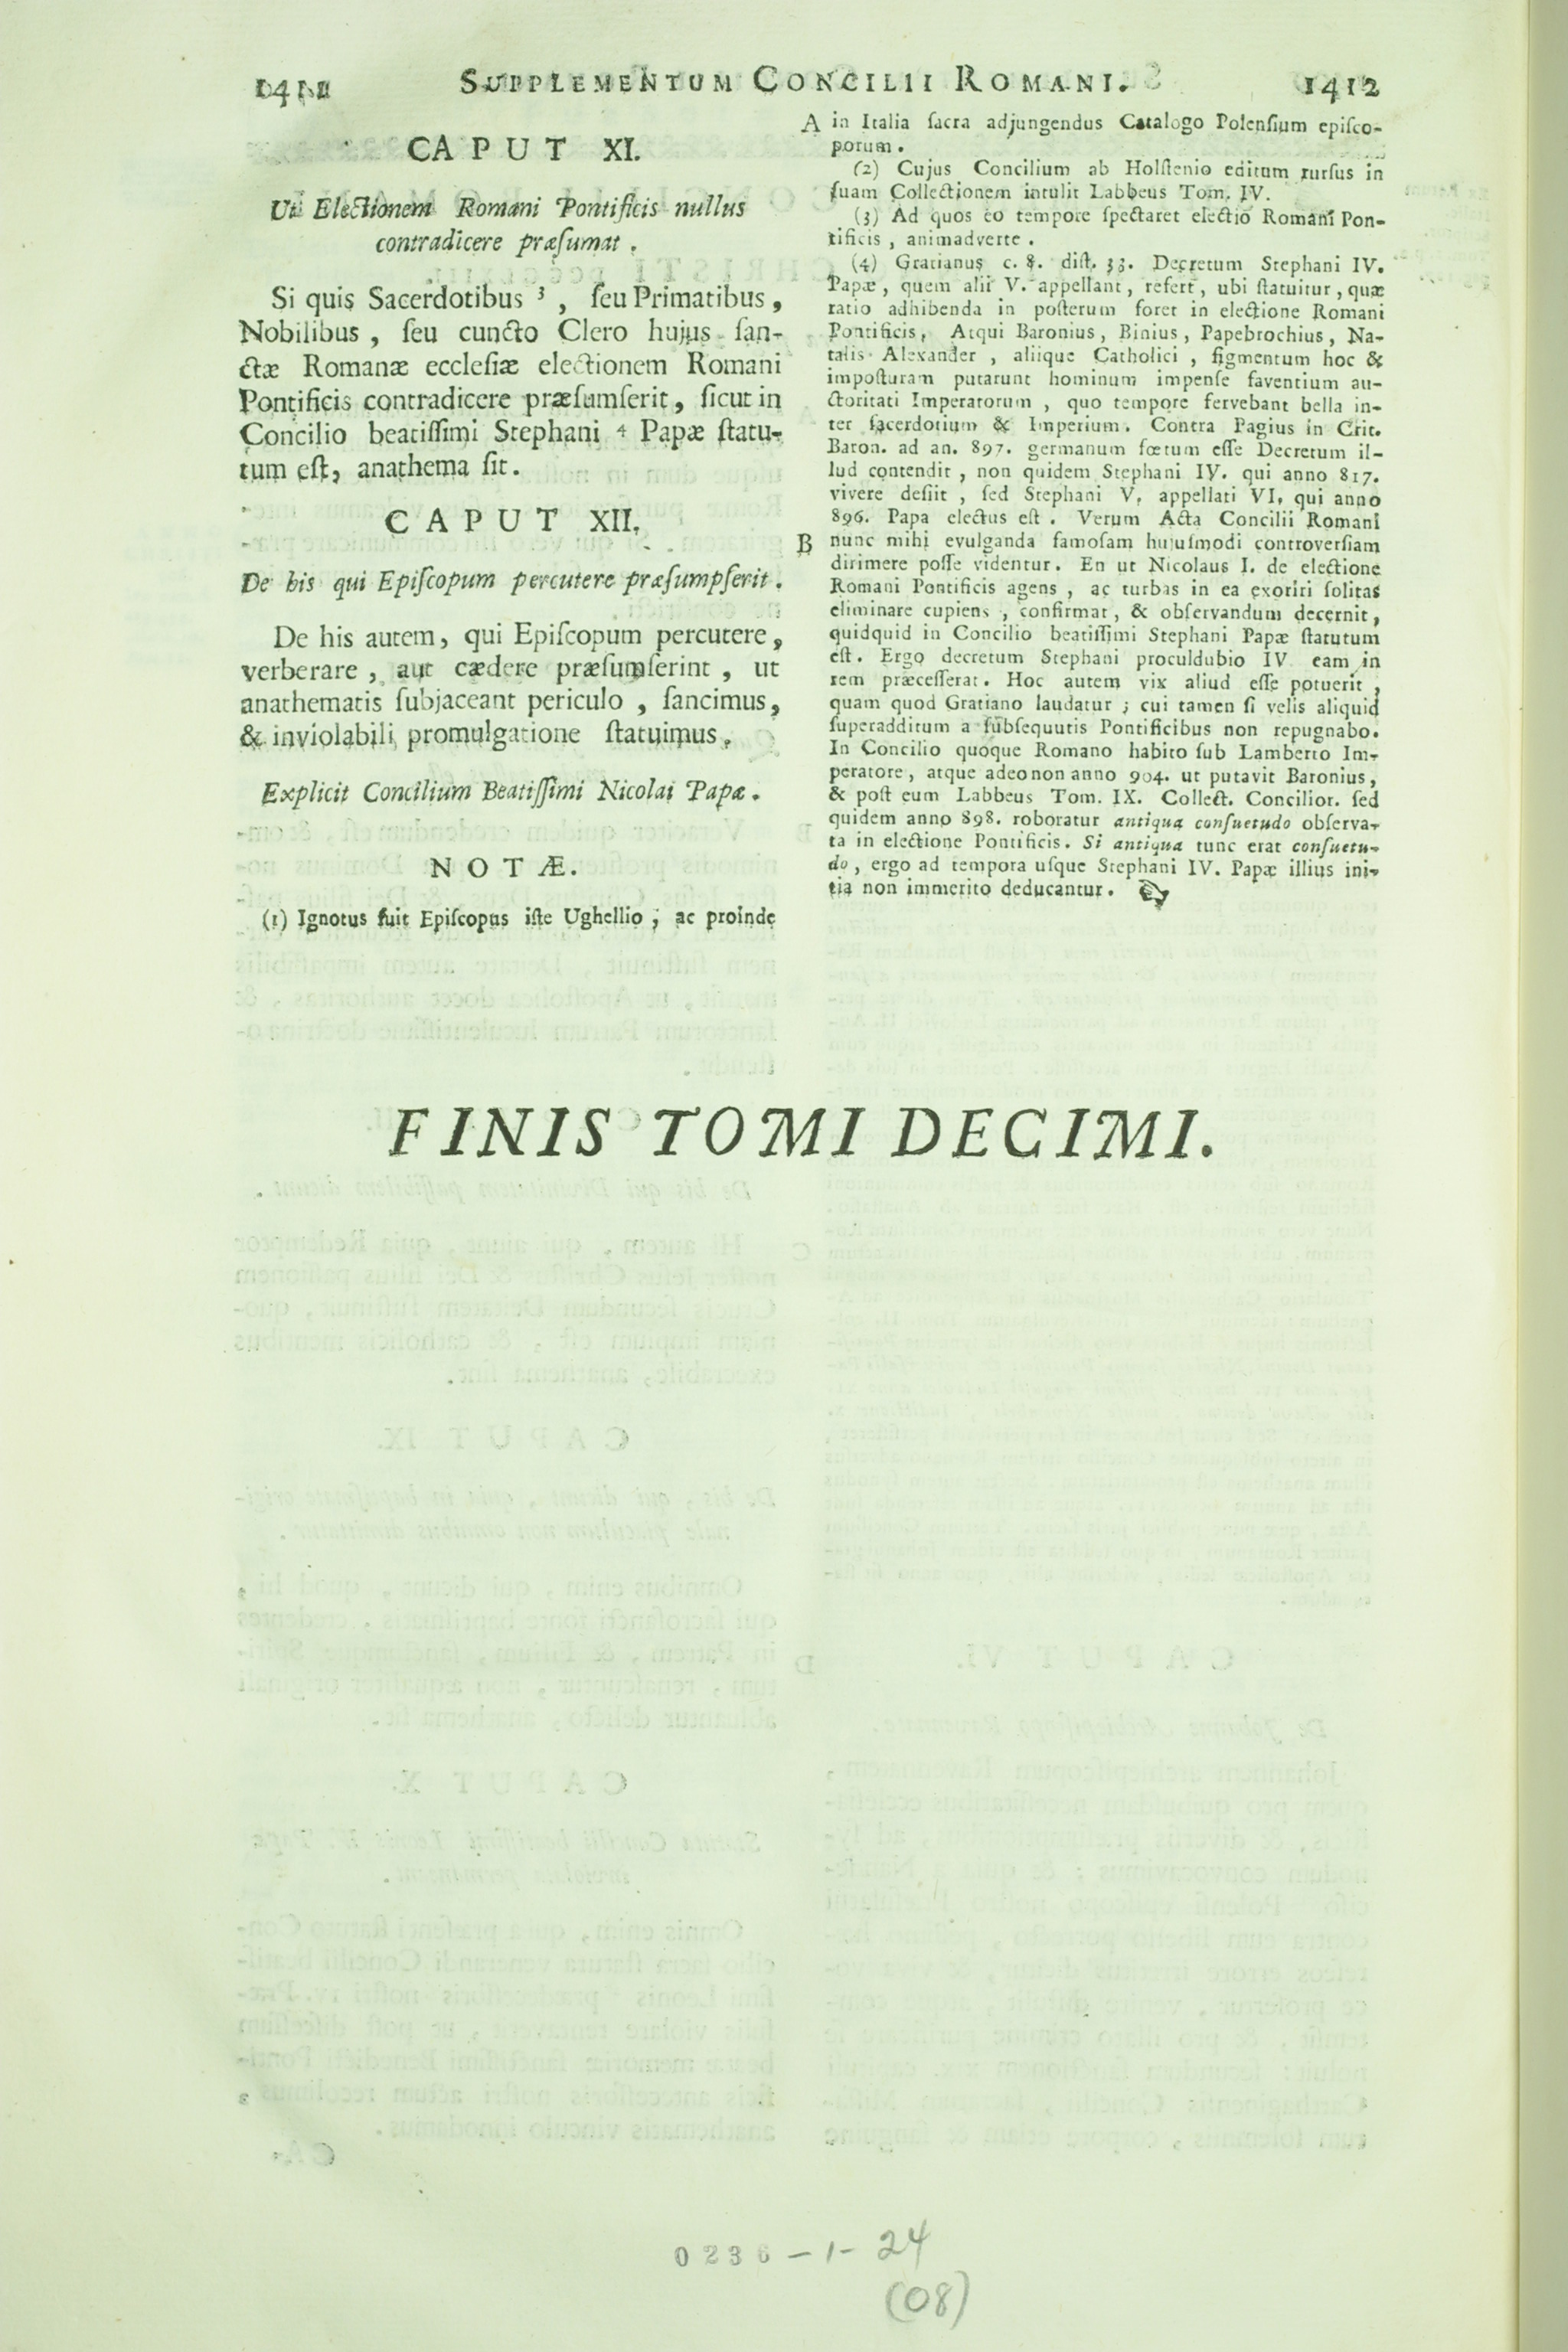 SUPPLEMENTUM CONCILII ROMANI.
1412
CAPUT XI.
Ut Electionem Romani Pontificis nullus
contradicere præſumat .
Si quis Sacerdotibus 3 , ſeu Primatibus ,
Nobilibus , ſeu cuncto Clero hujus ſan-
ctæ Romanæ eccleſiæ electionem Romani
Pontificis contradicere præſumſerit , ſicut in
Concilio beatiſſimi Stephani 4 Papæ ſtatu-
tum eſt, anathema ſit .
CAPUT XII.
De his qui Epiſcopum percutere præſumpſerit .
De his autem, qui Epiſcopum percutere ,
verberare , aut cædere præſumſerint , ut
anathematis ſubjaceant periculo , ſancimus,
& inviolabili promulgatione ſtatuimus .
Explicit Concilium Beatiſſimi Nicolai Papæ .
NOTÆ.
(1) Ignotus fuit Epiſcopus iſte Ughellio ; ac proinde
A in Italia ſacra adjungendus Catalogo Polenſium epiſco-
porum .
(2) Cujus Concilium ab Holſtenio editum rurſus in
ſuam Collectionem intulit Labbeus Tom. IV.
(3) Ad quos eo tempore ſpectaret electio Romani Pon-
tificis , animadverte .
(4) Gratianus c. 8. diſt. 33. Decretum Stephani IV.
Papæ , quem alii V. appellant , refert , ubi ſtatuitur , quæ
ratio adhibenda in poſterum foret in electione Romani
Pontificis , Atqui Baronius , Binius , Papebrochius , Na-
talis Alexander , aliique Catholici , figmentum hoc &
impoſturam putarunt hominum impenſe faventium au-
ctoritati Imperatorum , quo tempore fervebant bella in-
ter ſacerdotium & Imperium . Contra Pagius in Crit.
Baron. ad an. 897. germanum fœtum eſſe Decretum il-
lud contendit , non quidem Stephani IV. qui anno 817.
vivere deſiit , ſed Stephani V. appellati VI. qui anno
896. Papa electus eſt . Verum Acta Concilii Romani
B nunc mihi evulganda famoſam hujuſmodi controverſiam
dirimere poſſe videntur . En ut Nicolaus I. de electione
Romani Pontificis agens , ac turbas in ea exoriri ſolitas
eliminare cupiens , confirmat , & obſervandum decernit ,
quidquid in Concilio beatiſſimi Stephani Papæ ſtatutum
eſt . Ergo decretum Stephani proculdubio IV eam in
rem præceſſerat . Hoc autem vix aliud eſſe potuerit ,
quam quod Gratiano laudatur ; cui tamen ſi velis aliquid
ſuperadditum a ſubſequutis Pontificibus non repugnabo .
In Concilio quoque Romano habito ſub Lamberto Im-
peratore , atque adeo non anno 904. ut putavit Baronius ,
& poſt eum Labbeus Tom. IX. Collect. Concilior. ſed
quidem anno 898. roboratur antiqua conſuetudo obſerva-
ta in electione Pontificis . Si antiqua tunc erat conſuetu-
do , ergo ad tempora uſque Stephani IV. Papæ illius ini-
tia non immerito deducantur .
FINIS TOMI DECIMI.
0236 – 1 – 24
(08)